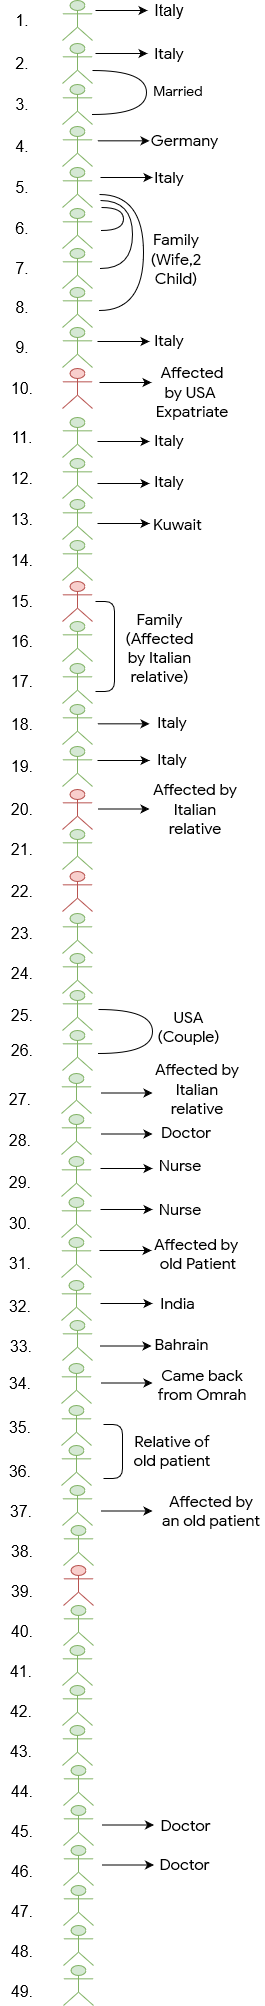 1. Italy
2. Italy
Married
3.
4. Germany
5. Italy
6.
Family
(Wife,2
Child)
7.
8.
9. Italy
10. Affected
by USA
Expatriate
11. Italy
12. Italy
13. Kuwait
14.
15.
Family
(Affected
by Italian
relative)
16.
17.
18. Italy
19. Italy
20. Affected by
Italian
relative
21.
22.
23.
24.
25. USA
(Couple)
26.
27. Affected by
Italian
relative
28. Doctor
29. Nurse
30. Nurse
31. Affected by
old Patient
32. India
33. Bahrain
34. Came back
from Omrah
35.
Relative of
old patient
36.
37. Affected by
an old patient
38.
39.
40.
41.
42.
43.
44.
45. Doctor
46. Doctor
47.
48.
49.